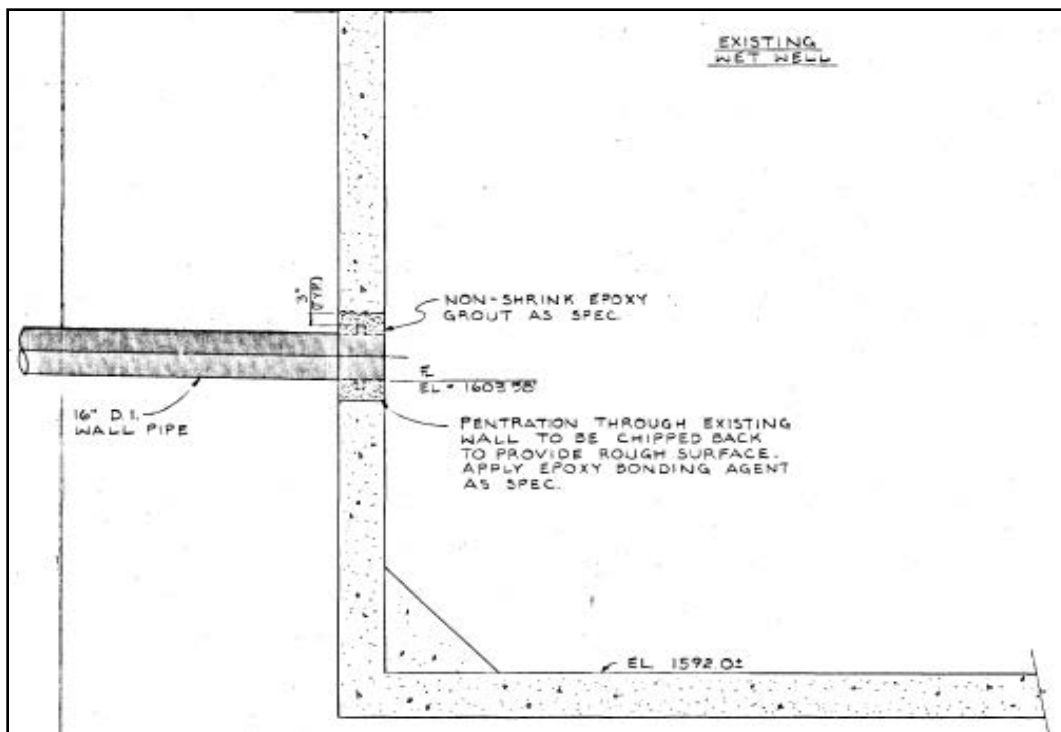 EXISTING
WET WELL
3"
(TYP.)
NON-SHRINK EPOXY
GROUT AS SPEC
EL = 1603.58
16" D.I.
WALL PIPE
PENTRATION THROUGH EXISTING
WALL TO BE CHIPPED BACK
TO PROVIDE ROUGH SURFACE.
APPLY EPOXY BONDING AGENT
AS SPEC.
EL. 1592.0±